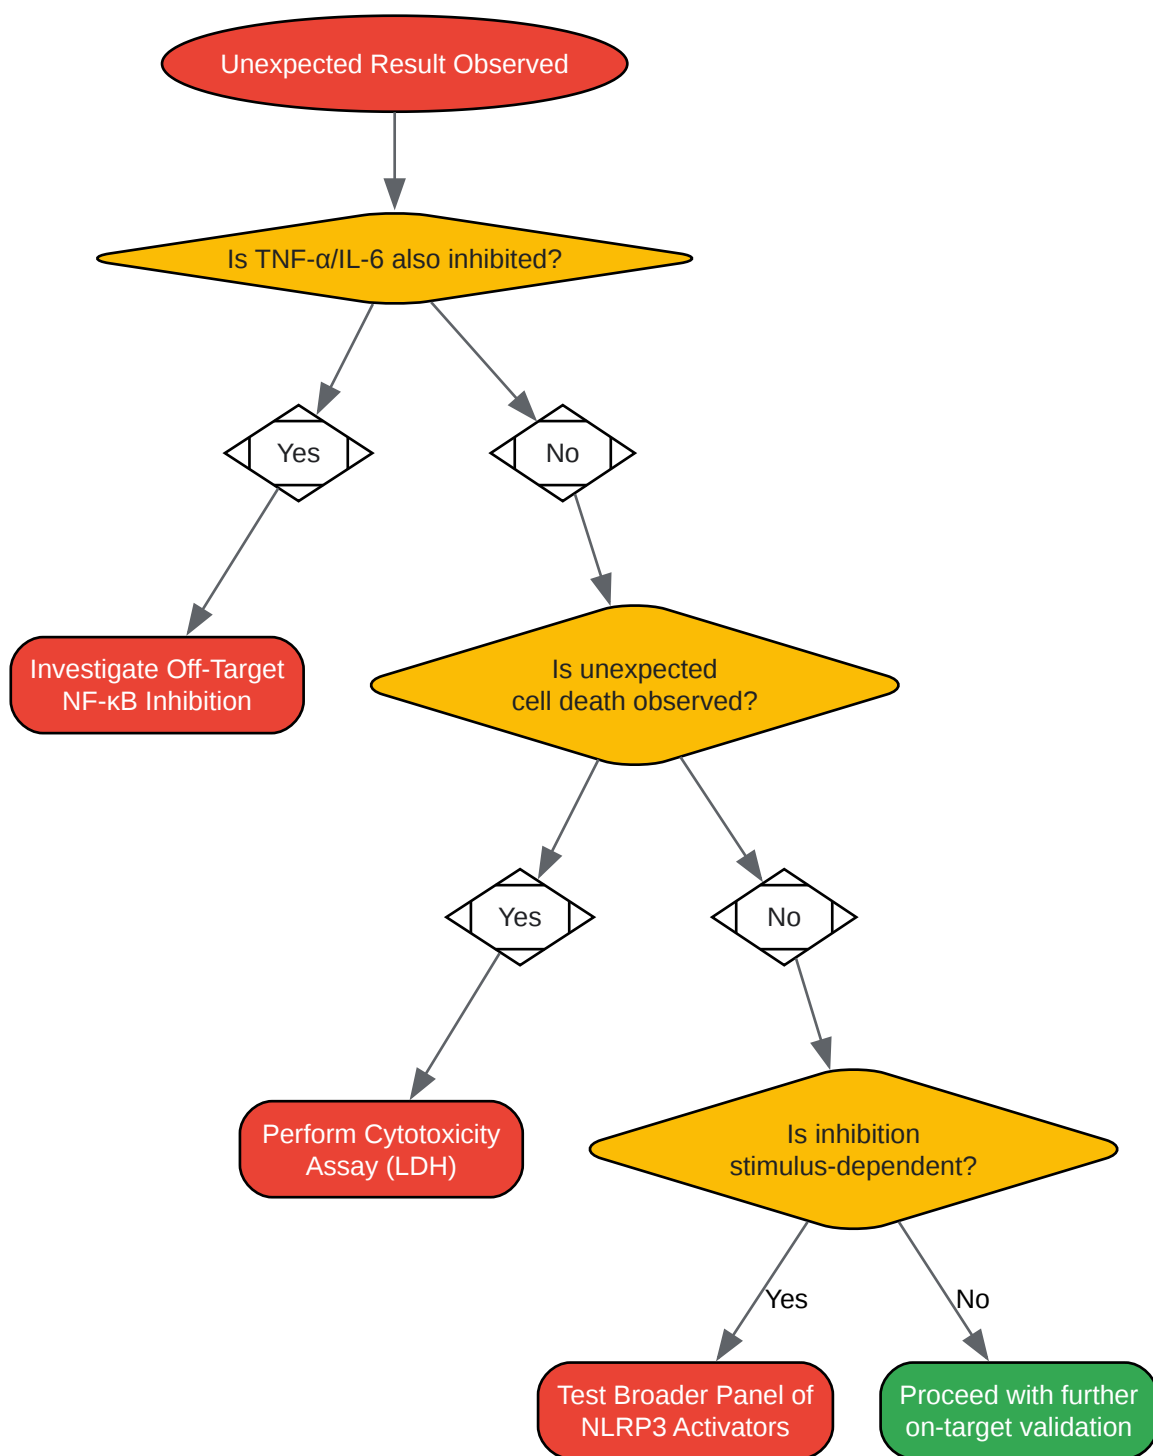 Unexpected Result Observed
Is TNF-α/IL-6 also inhibited?
Yes
No
Investigate Off-Target
NF-κB Inhibition
Is unexpected
cell death observed?
Yes
No
Perform Cytotoxicity
Assay (LDH)
Is inhibition
stimulus-dependent?
Yes
No
Test Broader Panel of
NLRP3 Activators
Proceed with further
on-target validation